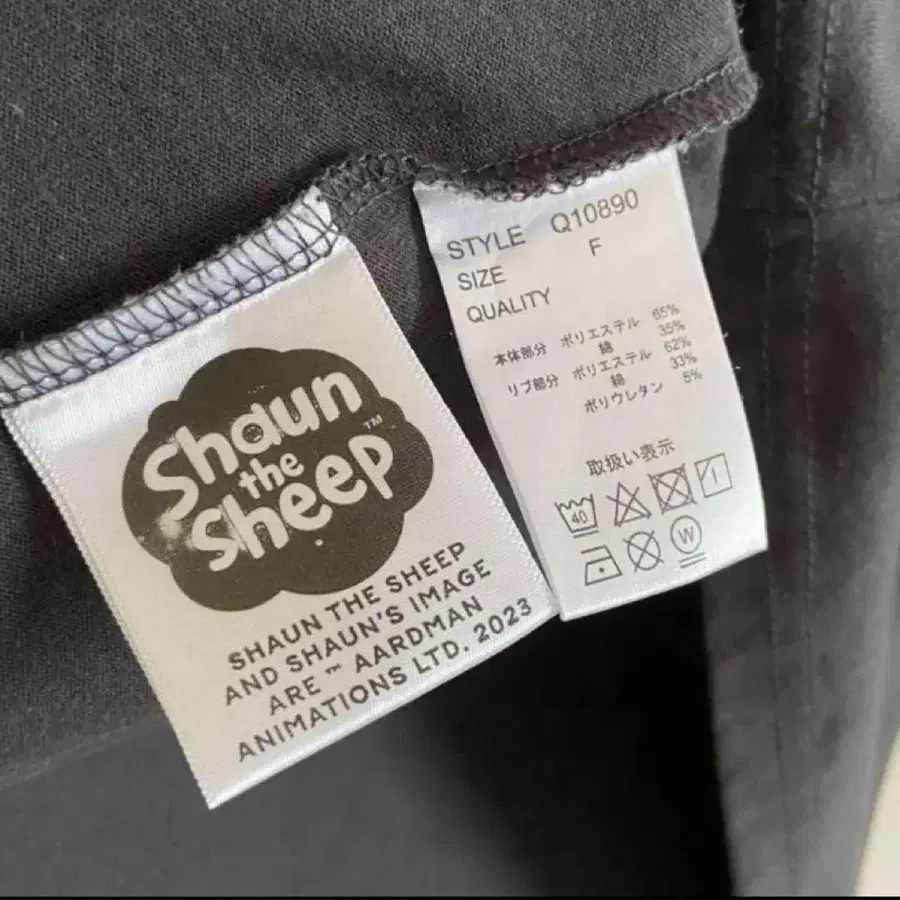 Shaun
the
Sheep™
SHAUN THE SHEEP
AND SHAUN'S IMAGE
ARE ™ AARDMAN
ANIMATIONS LTD. 2023
STYLE Q10890
SIZE F
QUALITY
本体部分 ポリエステル 65%
綿 35%
リブ部分 ポリエステル 62%
綿 33%
ポリウレタン 5%
取扱い表示
40
W